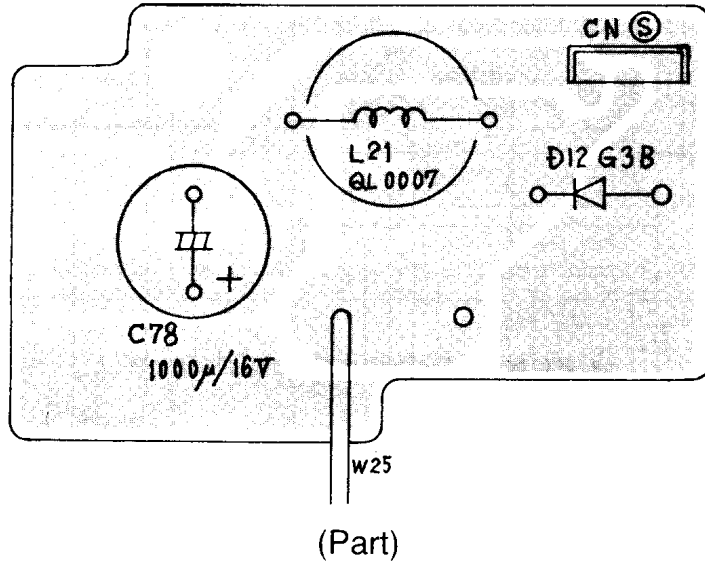 CN Ⓢ
L21
QL0007
D12 G3B
+
C78
1000μ/16V
W25
(Part)